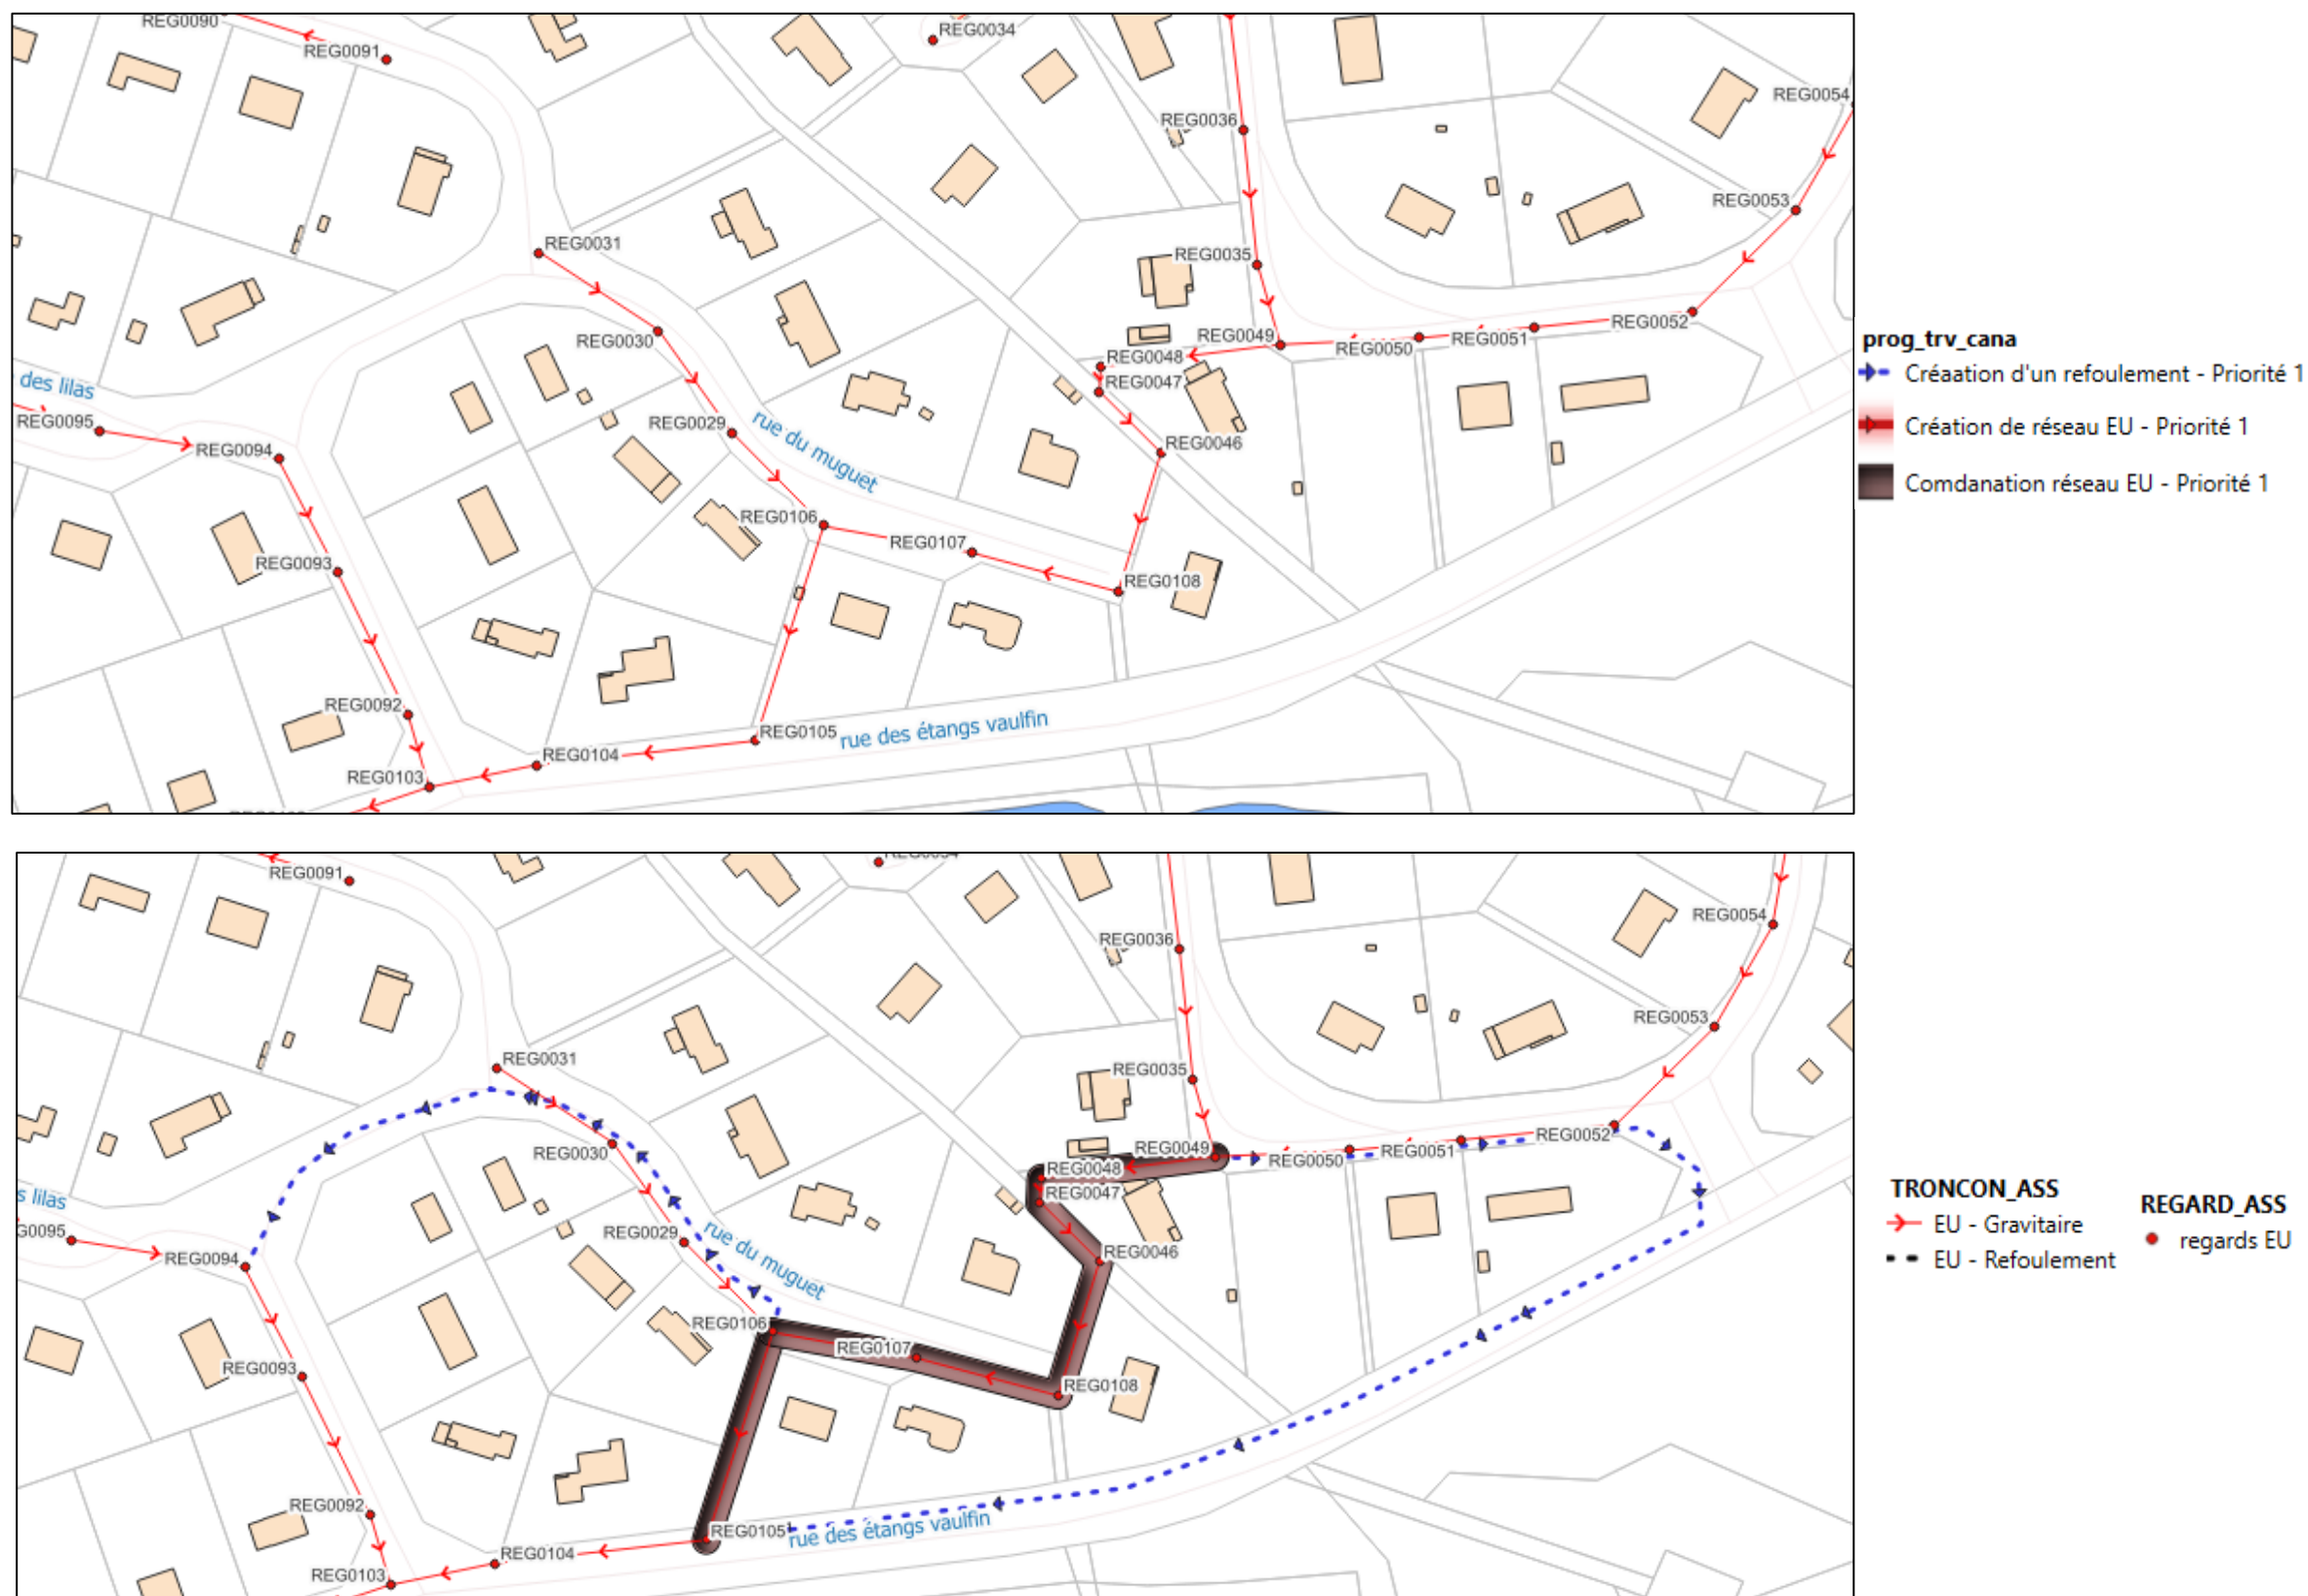 REG0090
REG0091
REG0034
REG0036
REG0054
REG0053
REG0031
REG0035
REG0030
REG0049
REG0050
REG0051
REG0052
REG0048
REG0047
des lilas
REG0095
REG0094
REG0029
rue du muguet
REG0046
REG0106
REG0107
REG0093
REG0108
REG0092
REG0105
rue des étangs vaulfin
REG0104
REG0103
prog_trv_cana
Créaation d'un refoulement - Priorité 1
Création de réseau EU - Priorité 1
Comdanation réseau EU - Priorité 1
REG0091
REG0054
REG0036
REG0053
REG0031
REG0035
REG0030
REG0049
REG0050
REG0051
REG0052
REG0048
REG0047
s lilas
G0095
REG0094
REG0029
rue du muguet
REG0046
REG0106
REG0107
REG0093
REG0108
REG0092
REG0105
rue des étangs vaulfin
REG0104
REG0103
TRONCON_ASS
EU - Gravitaire
EU - Refoulement
REGARD_ASS
regards EU